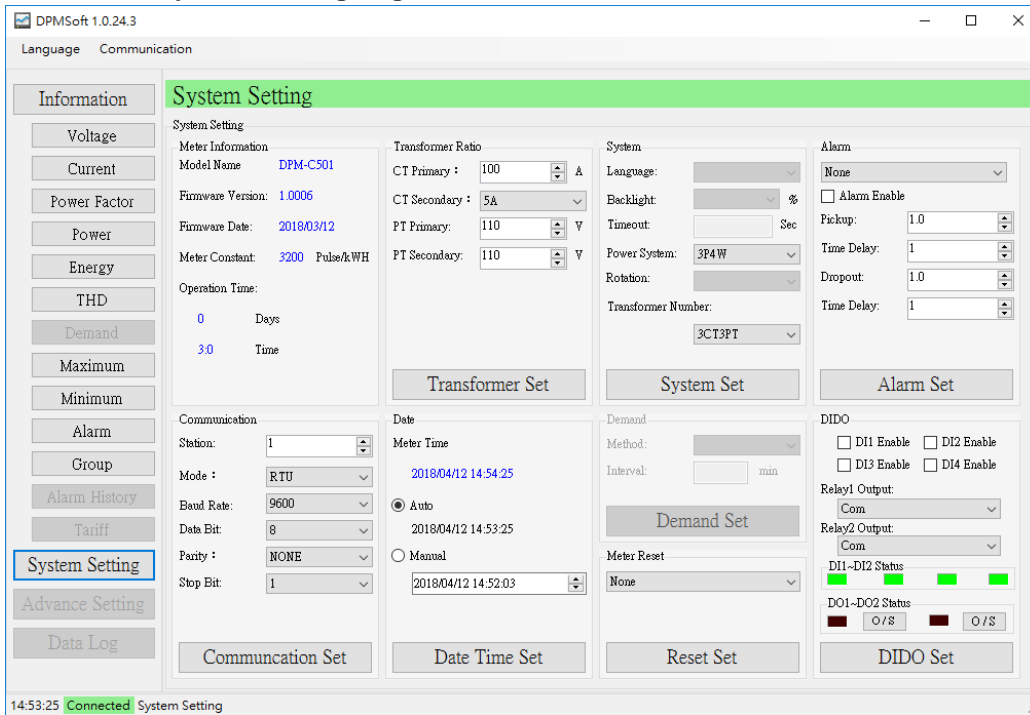 DPMSoft 1.0.24.3
Language Communication
Information
Voltage
Current
Power Factor
Power
Energy
THD
Demand
Maximum
Minimum
Alarm
Group
Alarm History
Tariff
System Setting
Advance Setting
Data Log
System Setting
System Setting
Meter Information
Model Name DPM-C501
Firmware Version: 1.0006
Firmware Date: 2018/03/12
Meter Constant: 3200 Pulse/kWH
Operation Time:
0 Days
3:0 Time
Transformer Ratio
CT Primary : 100 A
CT Secondary : 5A
PT Primary: 110 V
PT Secondary: 110 V
Transformer Set
System
Language:
Backlight: %
Timeout: Sec
Power System: 3P4W
Rotation:
Transformer Number:
3CT3PT
System Set
Alarm
None
Alarm Enable
Pickup: 1.0
Time Delay: 1
Dropout: 1.0
Time Delay: 1
Alarm Set
Communication
Station: 1
Mode : RTU
Baud Rate: 9600
Data Bit: 8
Parity : NONE
Stop Bit: 1
Communcation Set
Date
Meter Time
2018/04/12 14:54:25
Auto
2018/04/12 14:53:25
Manual
2018/04/12 14:52:03
Date Time Set
Demand
Method:
Interval: min
Demand Set
Meter Reset
None
Reset Set
DIDO
DI1 Enable DI2 Enable
DI3 Enable DI4 Enable
Relay1 Output:
Com
Relay2 Output:
Com
DI1~DI2 Status
DO1~DO2 Status
O/S O/S
DIDO Set
14:53:25 Connected System Setting